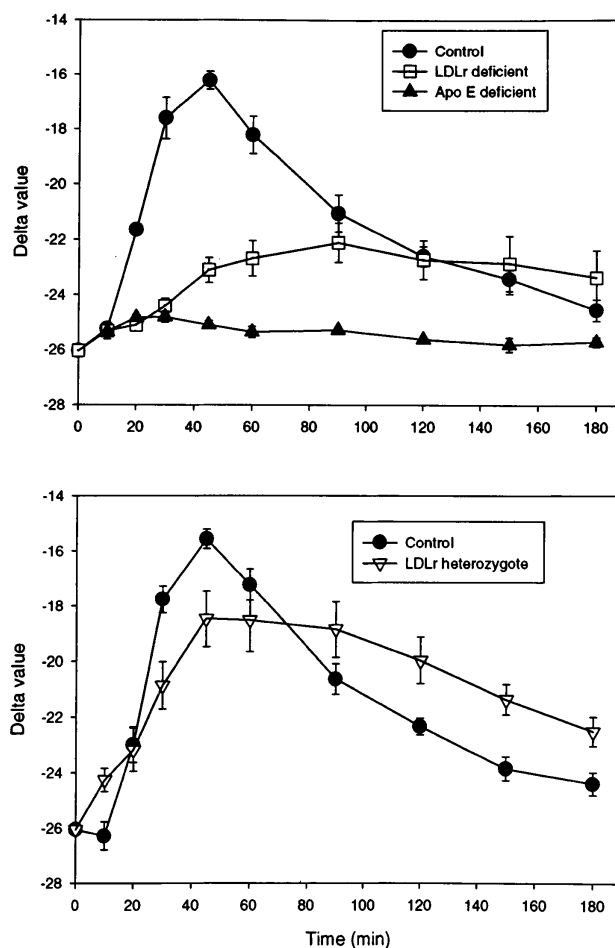 -14
-16
-18
-20
-22
-24
-26
-28
Delta value
Control
LDLr deficient
Apo E deficient
0 20 40 60 80 100 120 140 160 180
-14
-16
-18
-20
-22
-24
-26
-28
Delta value
Control
LDLr heterozygote
0 20 40 60 80 100 120 140 160 180
Time (min)